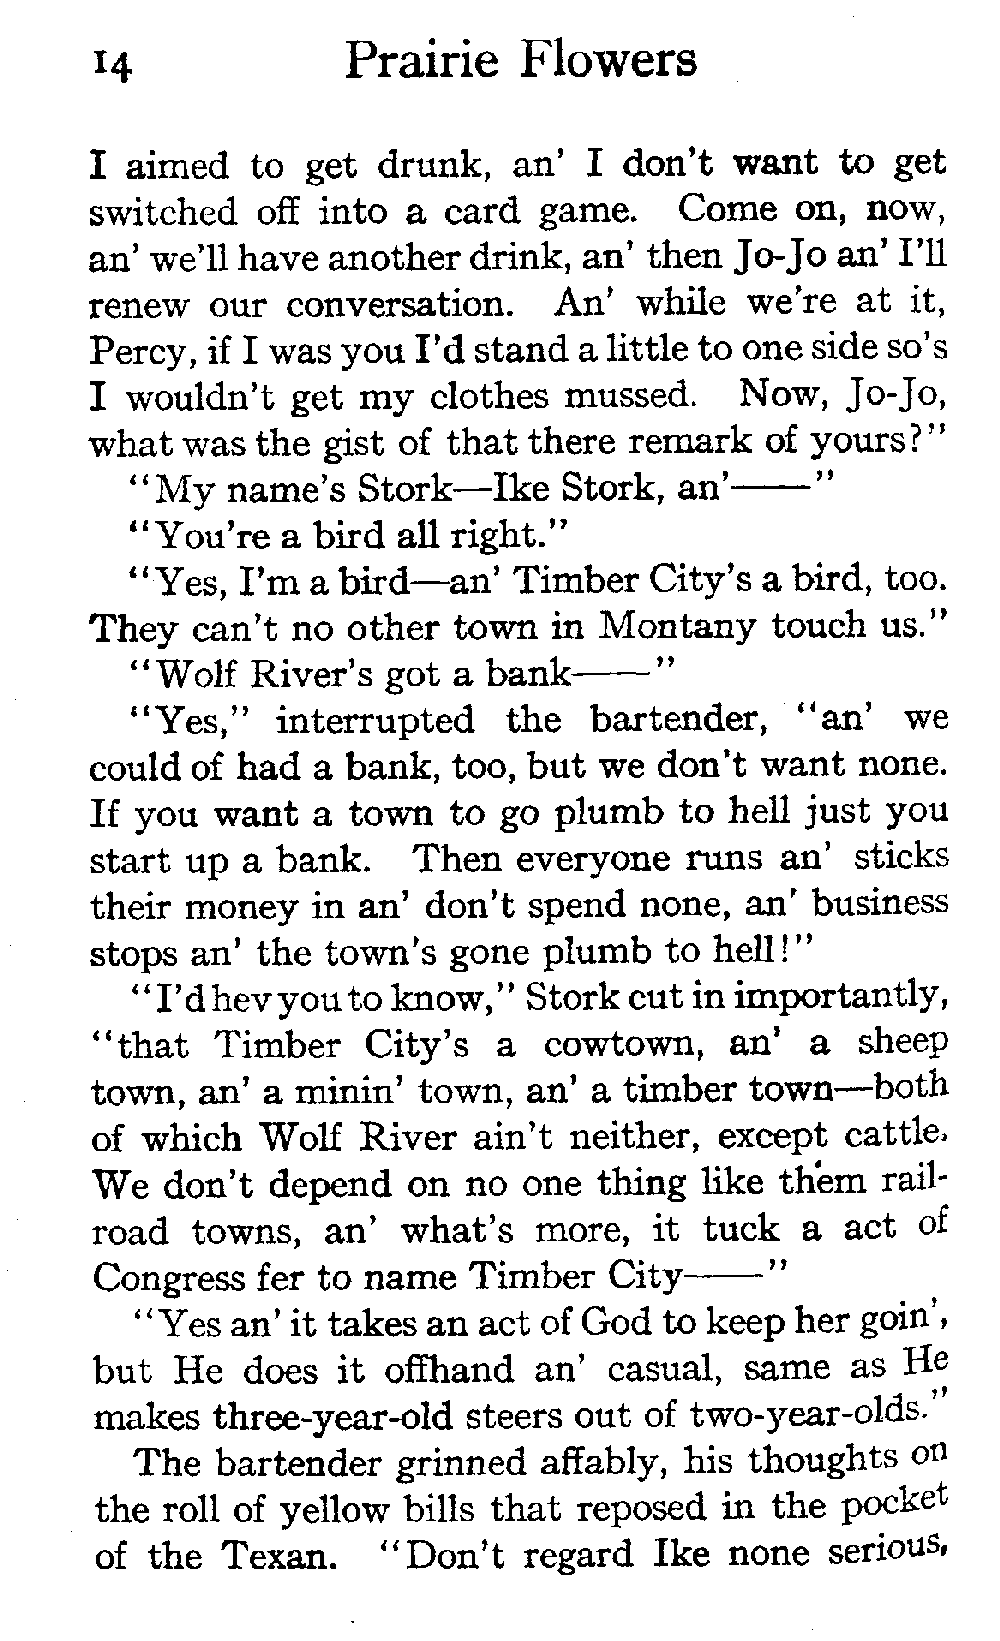 14 Prairie Flowers
I aimed to get drunk, an' I don't want to get
switched off into a card game. Come on, now,
an' we'll have another drink, an' then Jo-Jo an' I'll
renew our conversation. An' while we're at it,
Percy, if I was you I'd stand a little to one side so's
I wouldn't get my clothes mussed. Now, Jo-Jo,
what was the gist of that there remark of yours?"
"My name's Stork—Ike Stork, an'——"
"You're a bird all right."
"Yes, I'm a bird—an' Timber City's a bird, too.
They can't no other town in Montany touch us."
"Wolf River's got a bank——"
"Yes," interrupted the bartender, "an' we
could of had a bank, too, but we don't want none.
If you want a town to go plumb to hell just you
start up a bank. Then everyone runs an' sticks
their money in an' don't spend none, an' business
stops an' the town's gone plumb to hell!"
"I'd hev you to know," Stork cut in importantly,
"that Timber City's a cowtown, an' a sheep
town, an' a minin' town, an' a timber town—both
of which Wolf River ain't neither, except cattle.
We don't depend on no one thing like them rail-
road towns, an' what's more, it tuck a act of
Congress fer to name Timber City——"
"Yes an' it takes an act of God to keep her goin',
but He does it offhand an' casual, same as He
makes three-year-old steers out of two-year-olds."
The bartender grinned affably, his thoughts on
the roll of yellow bills that reposed in the pocket
of the Texan. "Don't regard Ike none serious,